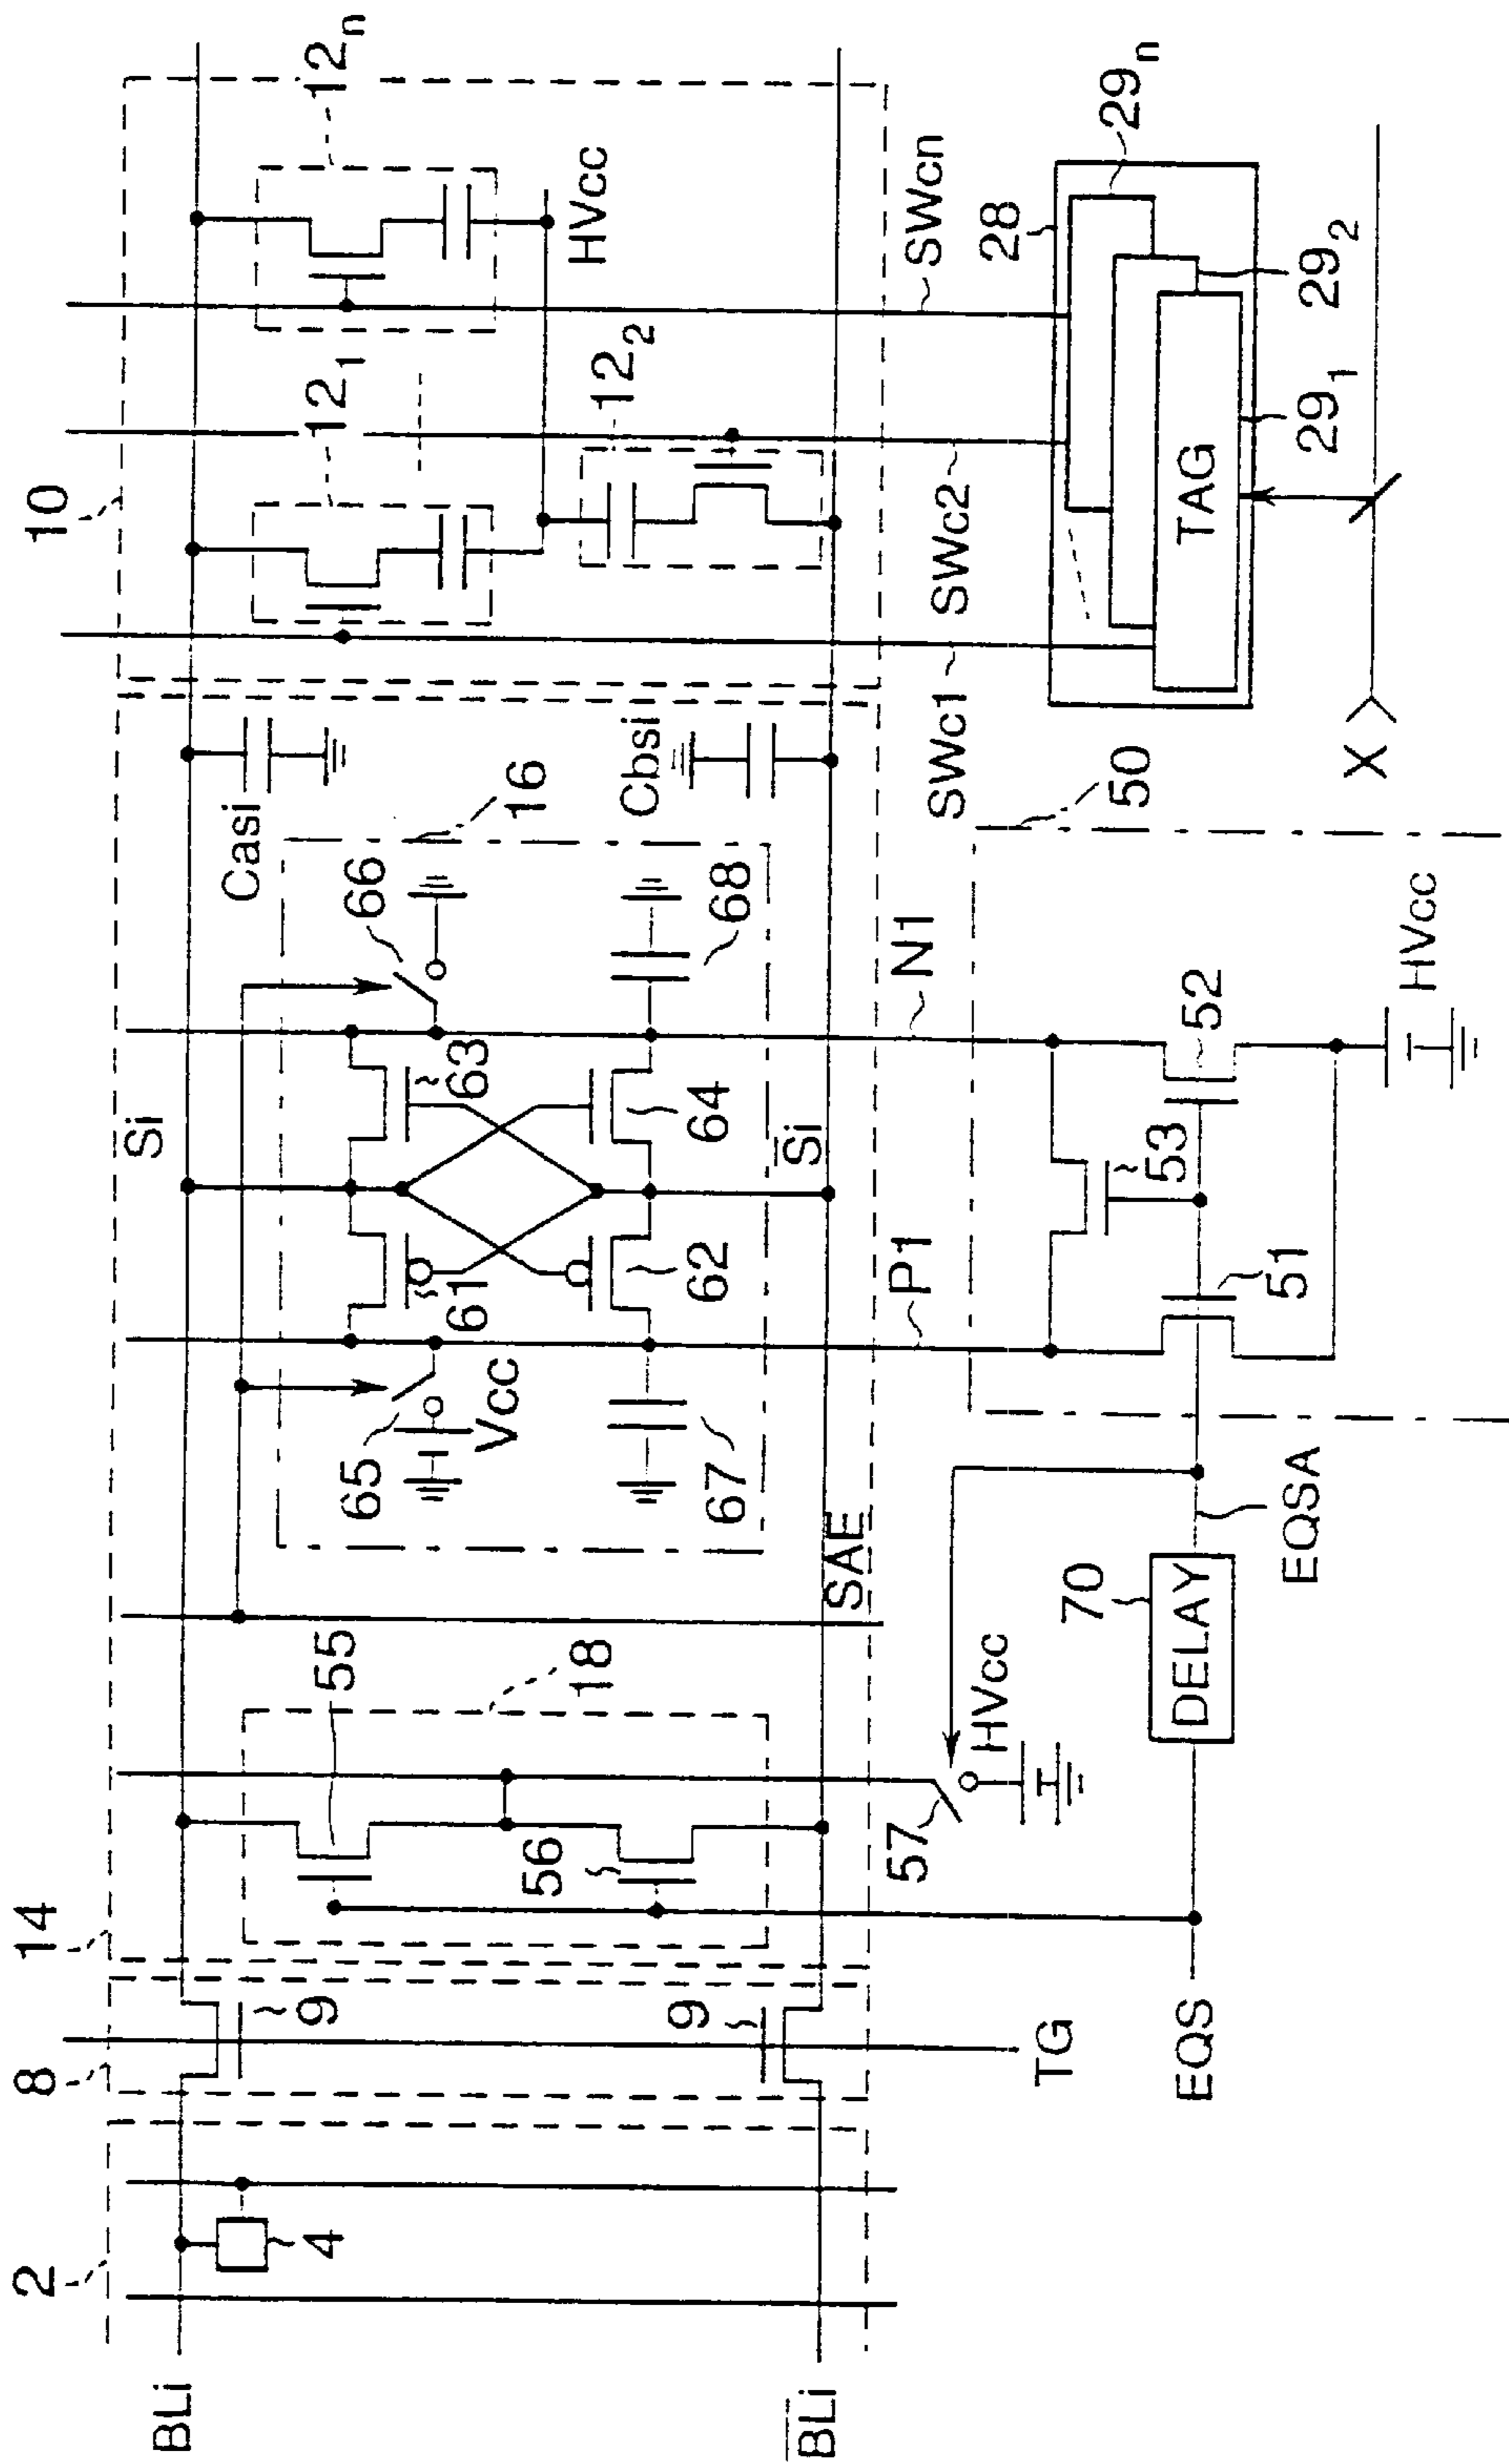 2
4
8
9
9
14
55
56
18
57
HVcc
SAE
Si
Si̅
65
Vcc
61
62
63
64
66
67
68
16
Casi
Cbsi
10
12₁
12₂
12ₙ
HVcc
BLi
B̅L̅i̅
TG
EQS
70
DELAY
EQSA
P1
N1
51
52
53
HVcc
50
SWc1
SWc2
SWcn
28
29ₙ
29₂
29₁
TAG
X